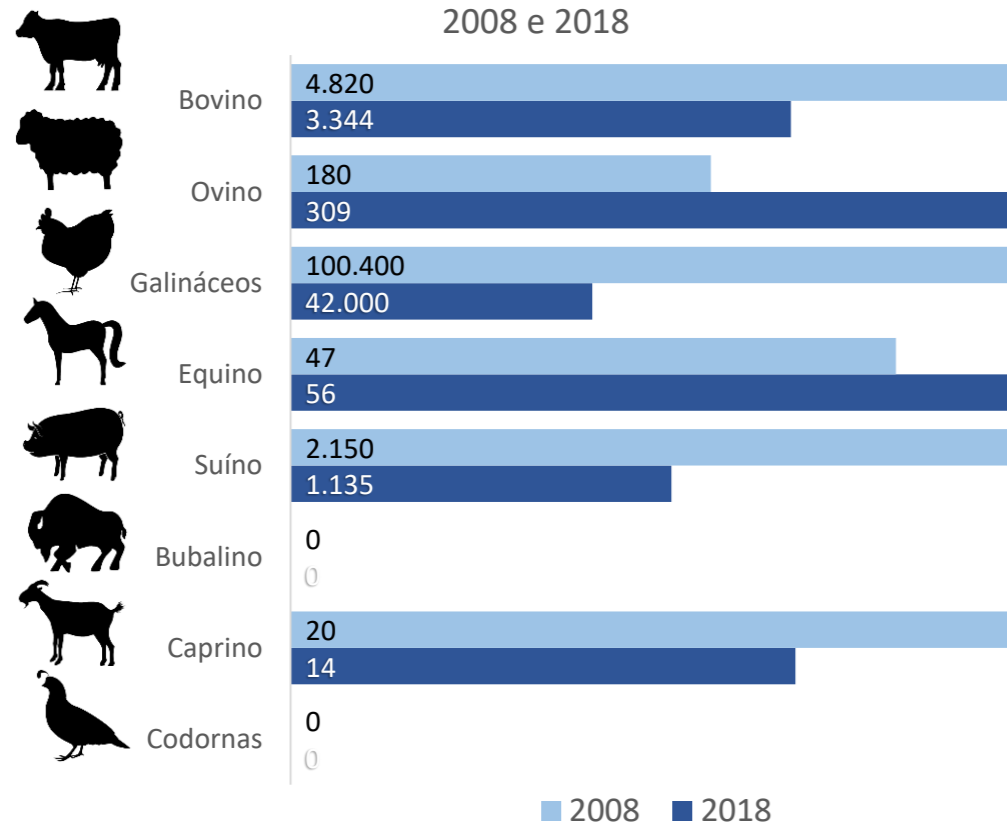 2008 e 2018
Bovino
4.820
3.344
Ovino
180
309
Galináceos
100.400
42.000
Equino
47
56
Suíno
2.150
1.135
Bubalino
0
0
Caprino
20
14
Codornas
0
0
2008 2018